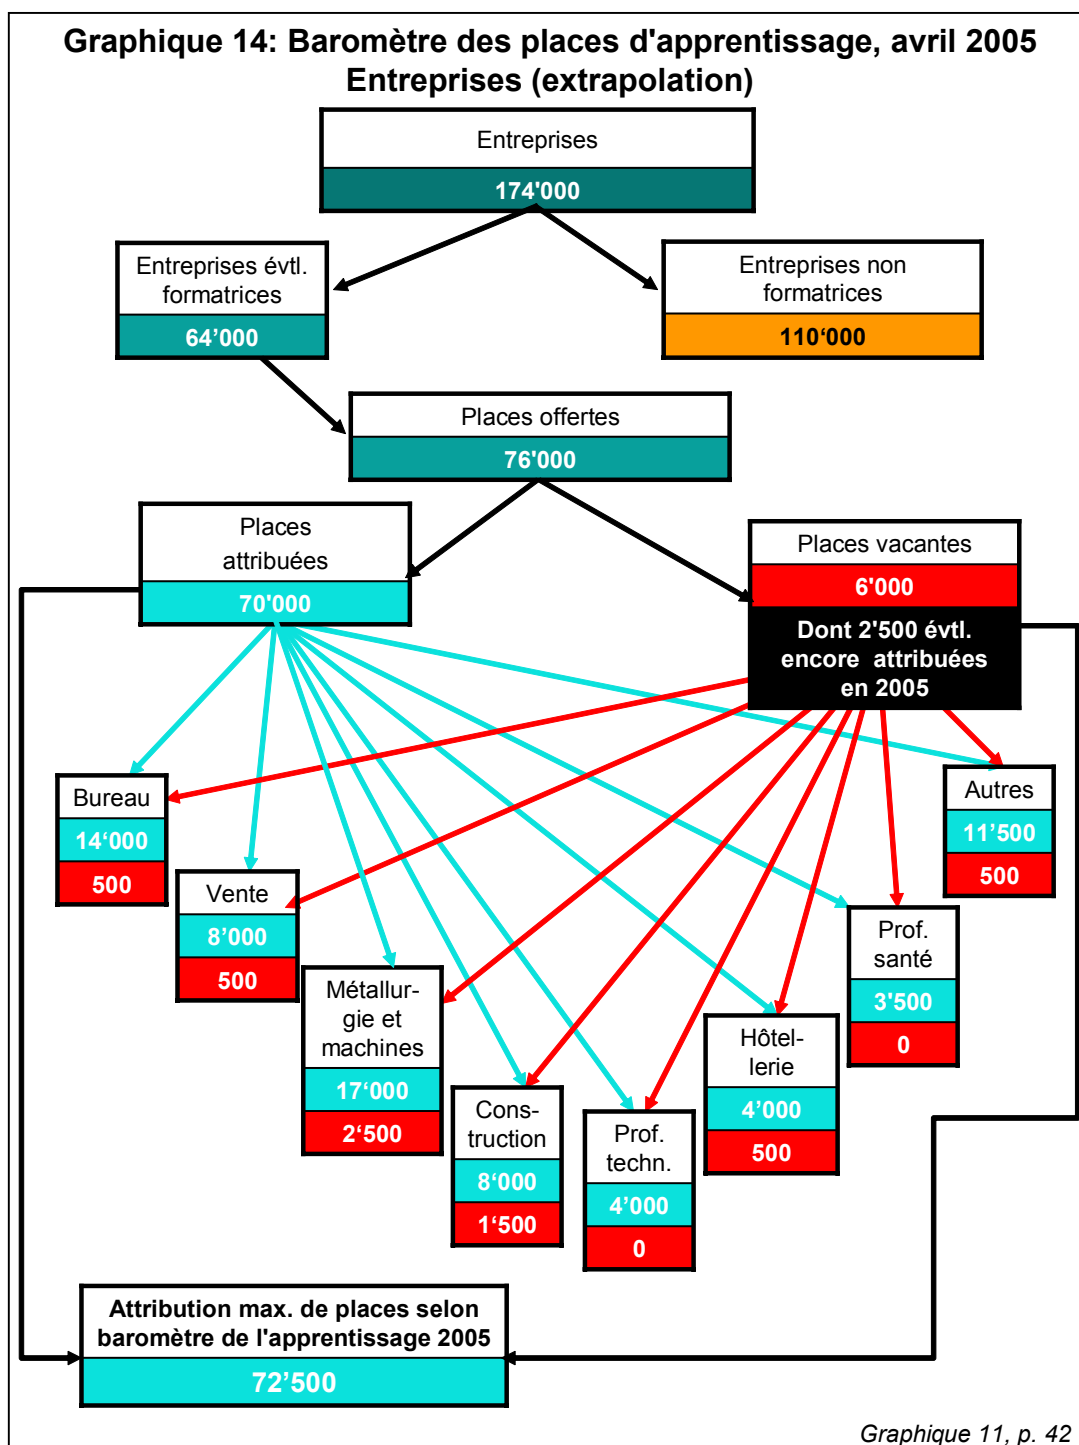 Graphique 14: Baromètre des places d'apprentissage, avril 2005
Entreprises (extrapolation)
Entreprises
174'000
Entreprises évtl.
formatrices
64’000
Entreprises non
formatrices
110‘000
Places offertes
76'000
Places
attribuées
70'000
Places vacantes
6'000
Dont 2'500 évtl.
encore attribuées
en 2005
Bureau
14‘000
500
Vente
8’000
500
Métallur-
gie et
machines
17‘000
2‘500
Cons-
truction
8‘000
1‘500
Prof.
techn.
4’000
0
Hôtel-
lerie
4’000
500
Prof.
santé
3'500
0
Autres
11’500
500
Attribution max. de places selon
baromètre de l'apprentissage 2005
72’500
Graphique 11, p. 42